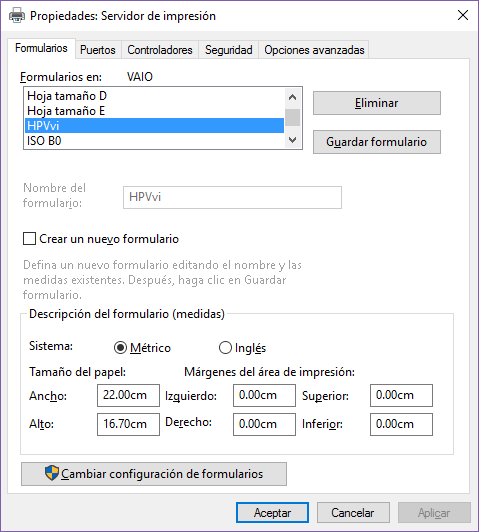 Propiedades: Servidor de impresión
Formularios Puertos Controladores Seguridad Opciones avanzadas
Formularios en: VAIO
Hoja tamaño D
Hoja tamaño E
HPVvi
ISO B0
Eliminar
Guardar formulario
Nombre del
formulario:
HPVvi
Crear un nuevo formulario
Defina un nuevo formulario editando el nombre y las
medidas existentes. Después, haga clic en Guardar
formulario.
Descripción del formulario (medidas)
Sistema: Métrico Inglés
Tamaño del papel: Márgenes del área de impresión:
Ancho: 22.00cm Izquierdo: 0.00cm Superior: 0.00cm
Alto: 16.70cm Derecho: 0.00cm Inferior: 0.00cm
Cambiar configuración de formularios
Aceptar Cancelar Aplicar